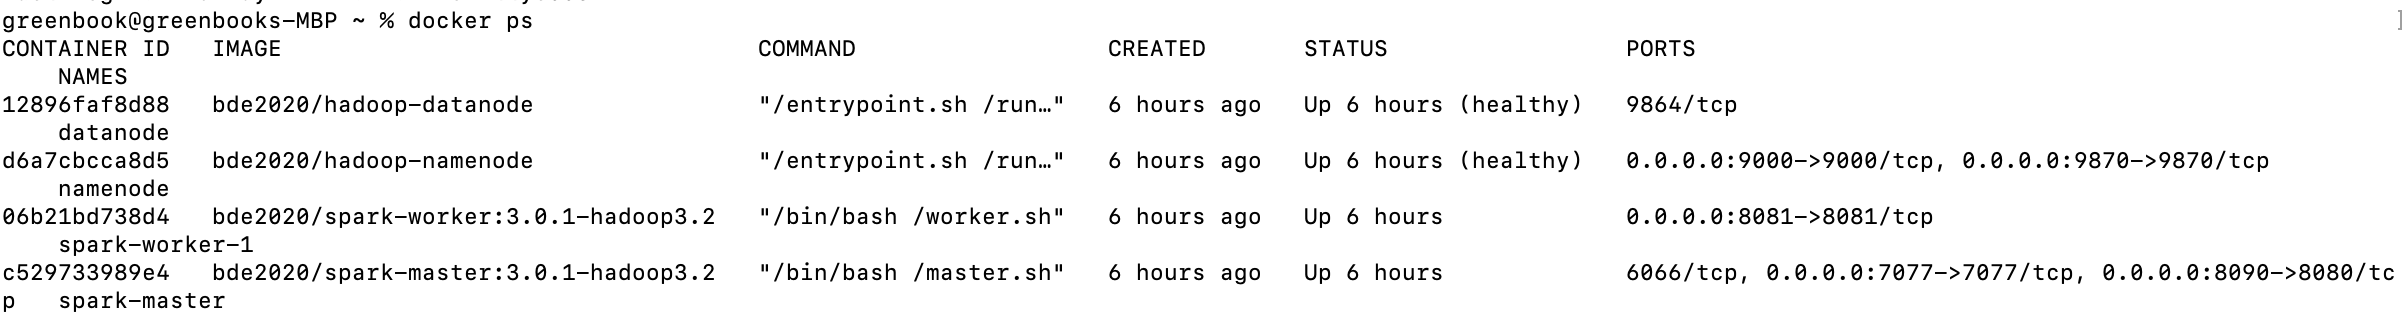 greenbook@greenbooks-MBP ~ % docker ps ]
CONTAINER ID   IMAGE                                  COMMAND                  CREATED       STATUS                 PORTS
    NAMES
12896faf8d88   bde2020/hadoop-datanode                "/entrypoint.sh /run…"   6 hours ago   Up 6 hours (healthy)   9864/tcp
    datanode
d6a7cbcca8d5   bde2020/hadoop-namenode                "/entrypoint.sh /run…"   6 hours ago   Up 6 hours (healthy)   0.0.0.0:9000->9000/tcp, 0.0.0.0:9870->9870/tcp
    namenode
06b21bd738d4   bde2020/spark-worker:3.0.1-hadoop3.2   "/bin/bash /worker.sh"   6 hours ago   Up 6 hours             0.0.0.0:8081->8081/tcp
    spark-worker-1
c529733989e4   bde2020/spark-master:3.0.1-hadoop3.2   "/bin/bash /master.sh"   6 hours ago   Up 6 hours             6066/tcp, 0.0.0.0:7077->7077/tcp, 0.0.0.0:8090->8080/tc
p   spark-master